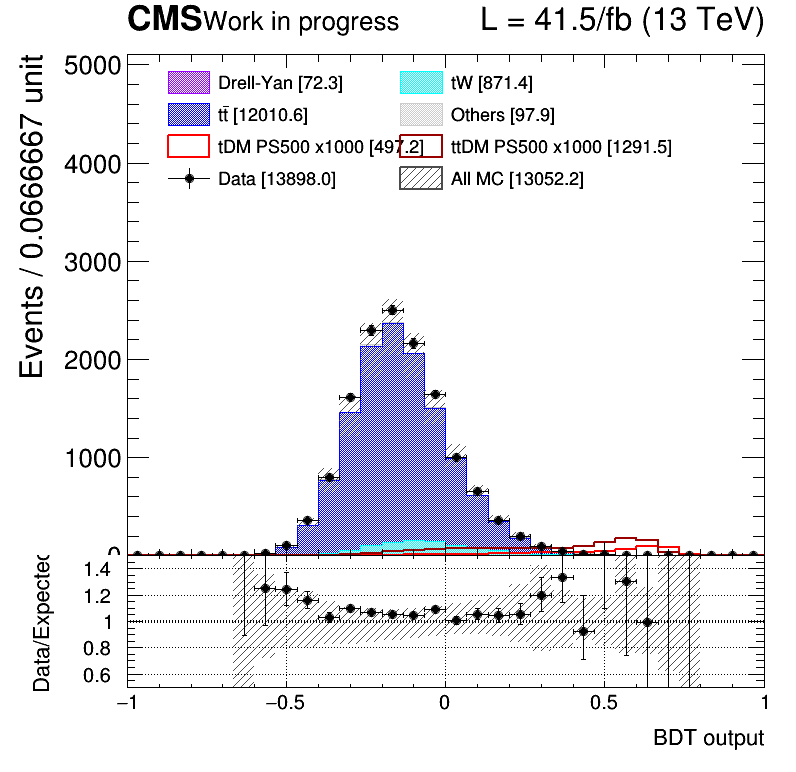 CMS Work in progress L = 41.5/fb (13 TeV)
Events / 0.0666667 unit
5000
4000
3000
2000
1000
0
Drell-Yan [72.3] tW [871.4]
tt̄ [12010.6] Others [97.9]
tDM PS500 x1000 [497.2] ttDM PS500 x1000 [1291.5]
Data [13898.0] All MC [13052.2]
Data/Expected
1.4
1.2
1
0.8
0.6
−1 −0.5 0 0.5 1
BDT output